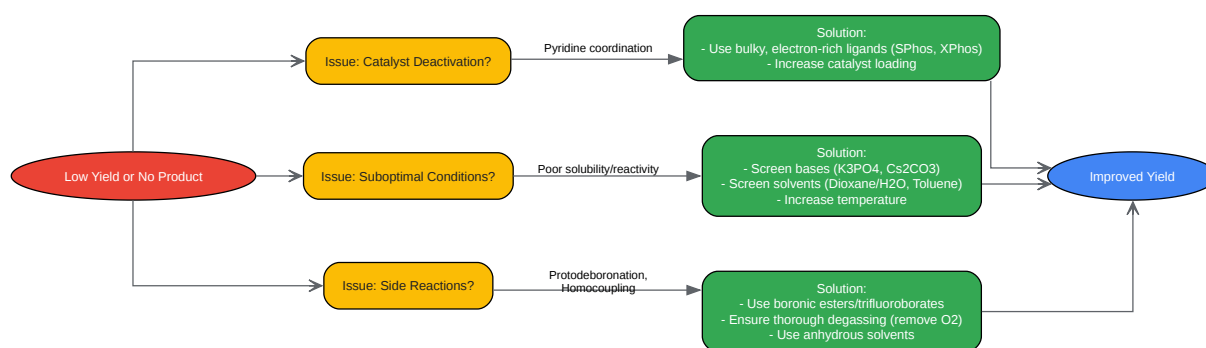 Low Yield or No Product
Issue: Catalyst Deactivation?
Pyridine coordination
Solution:
- Use bulky, electron-rich ligands (SPhos, XPhos)
- Increase catalyst loading
Issue: Suboptimal Conditions?
Poor solubility/reactivity
Solution:
- Screen bases (K3PO4, Cs2CO3)
- Screen solvents (Dioxane/H2O, Toluene)
- Increase temperature
Issue: Side Reactions?
Protodeboronation,
Homocoupling
Solution:
- Use boronic esters/trifluoroborates
- Ensure thorough degassing (remove O2)
- Use anhydrous solvents
Improved Yield